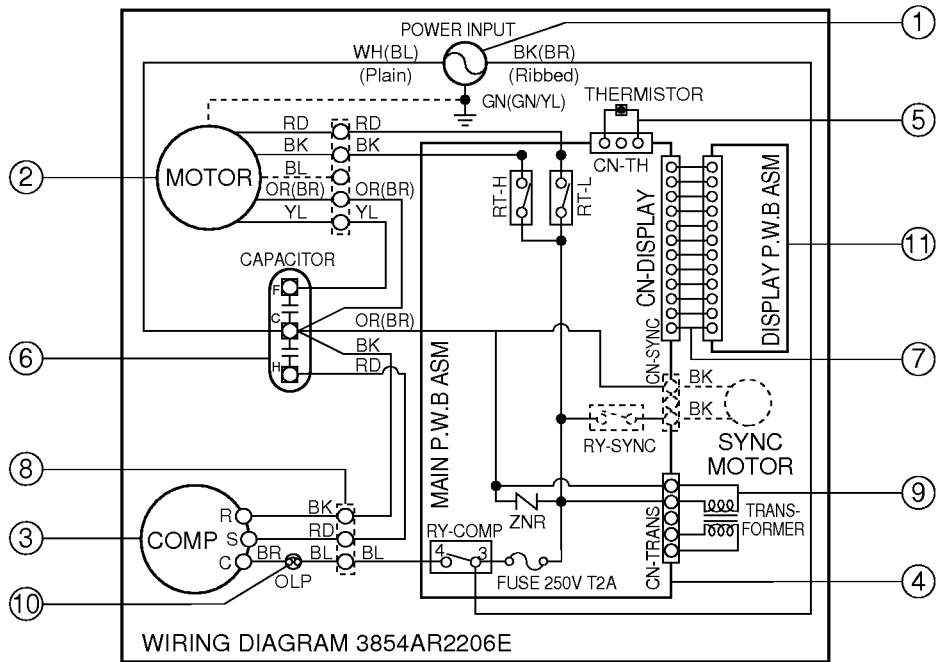 POWER INPUT
1
WH(BL)
BK(BR)
(Plain)
(Ribbed)
GN(GN/YL)
THERMISTOR
5
RD
RD
BK
BK
CN-TH
2
MOTOR
BL
OR(BR)
OR(BR)
YL
YL
RT-H
RT-L
CN-DISPLAY
DISPLAY P.W.B ASM
11
CAPACITOR
F
C
H
OR(BR)
BK
RD
6
MAIN P.W.B ASM
CN-SYNC
7
BK
BK
RY-SYNC
SYNC
MOTOR
8
9
R
BK
ZNR
CN-TRANS
TRANS-
FORMER
3
COMP
S
RD
RY-COMP
C
BR
BL
BL
4
3
OLP
FUSE 250V T2A
4
10
WIRING DIAGRAM 3854AR2206E